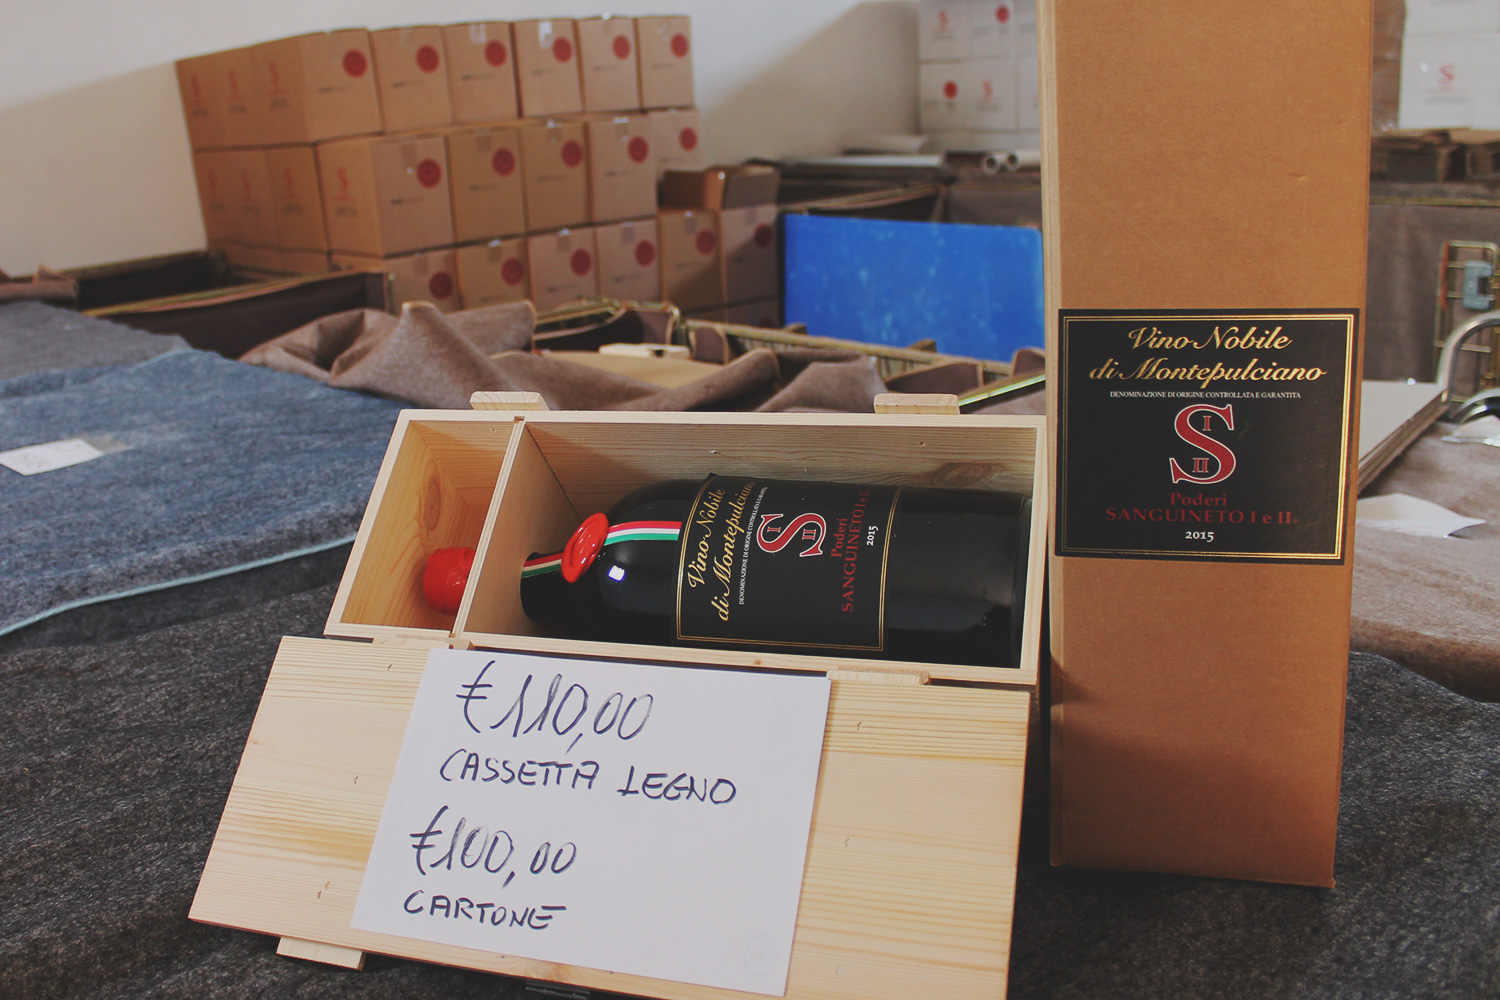 Vino Nobile
di Montepulciano
DENOMINAZIONE DI ORIGINE CONTROLLATA E GARANTITA
S
I
II
Poderi
SANGUINETO I e II
2015
Vino Nobile
di Montepulciano
DENOMINAZIONE DI ORIGINE CONTROLLATA E GARANTITA
S
I
II
Poderi
SANGUINETO I e II
2015
€110,00
CASSETTA LEGNO
€100,00
CARTONE